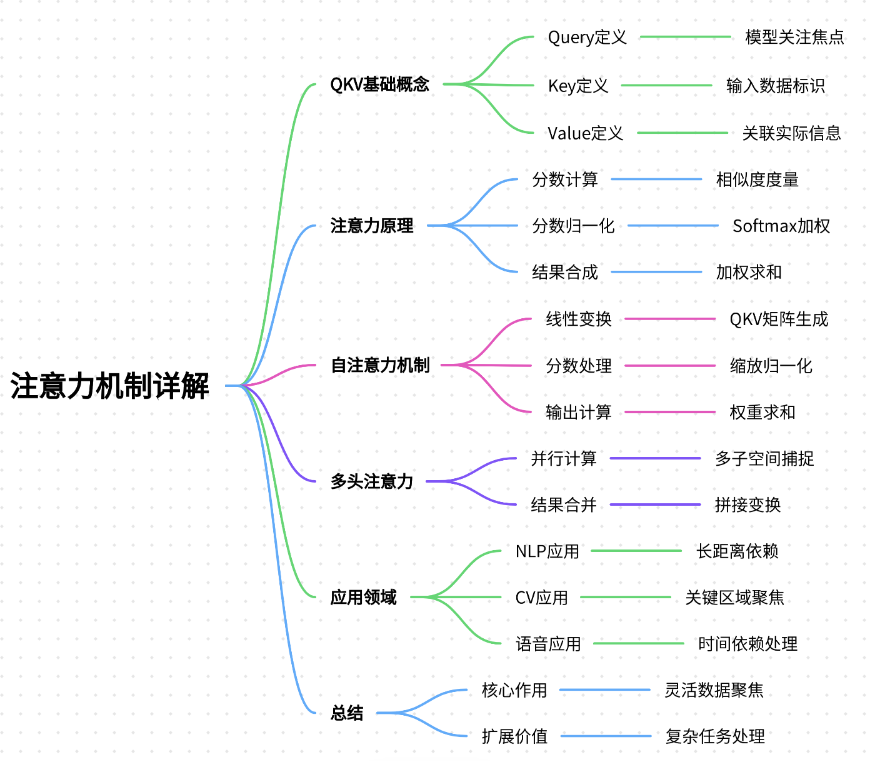 注意力机制详解
QKV基础概念
Query定义
模型关注焦点
Key定义
输入数据标识
Value定义
关联实际信息
注意力原理
分数计算
相似度度量
分数归一化
Softmax加权
结果合成
加权求和
自注意力机制
线性变换
QKV矩阵生成
分数处理
缩放归一化
输出计算
权重求和
多头注意力
并行计算
多子空间捕捉
结果合并
拼接变换
应用领域
NLP应用
长距离依赖
CV应用
关键区域聚焦
语音应用
时间依赖处理
总结
核心作用
灵活数据聚焦
扩展价值
复杂任务处理